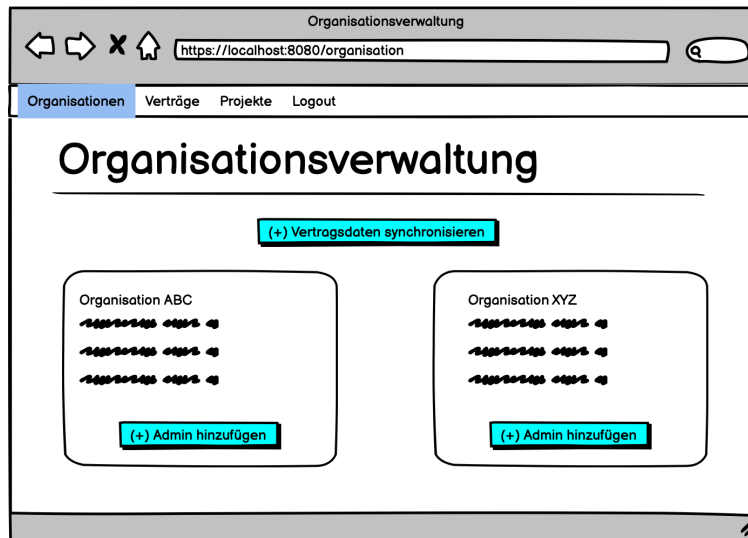 Organisationsverwaltung
https://localhost:8080/organisation
Organisationen Verträge Projekte Logout
Organisationsverwaltung
(+) Vertragsdaten synchronisieren
Organisation ABC
(+) Admin hinzufügen
Organisation XYZ
(+) Admin hinzufügen